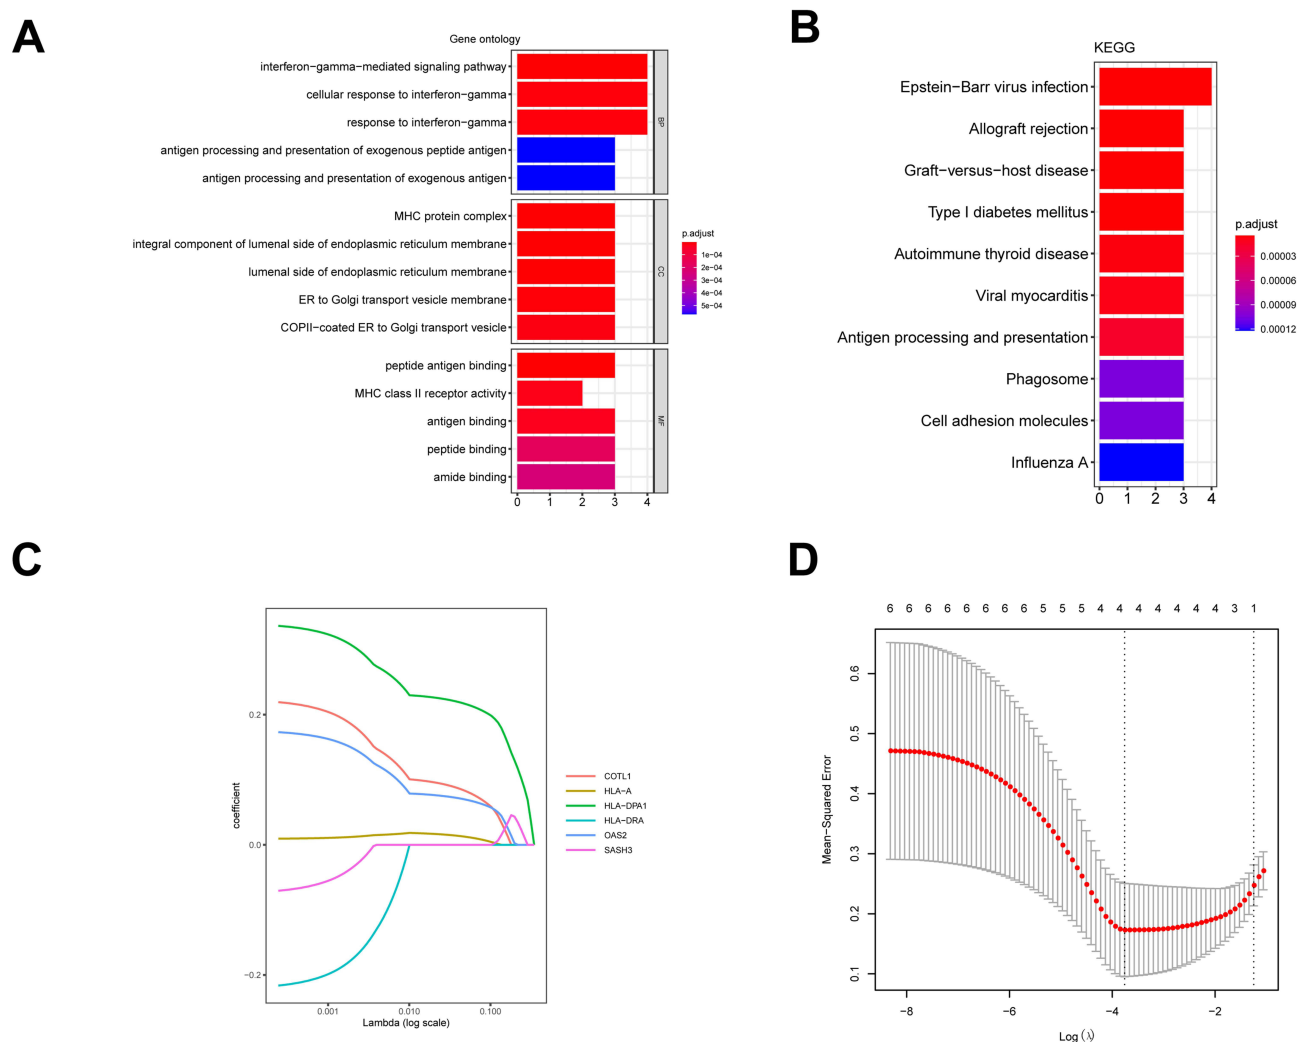 A
Gene ontology
interferon−gamma−mediated signaling pathway
cellular response to interferon−gamma
response to interferon−gamma
antigen processing and presentation of exogenous peptide antigen
antigen processing and presentation of exogenous antigen
BP
MHC protein complex
integral component of lumenal side of endoplasmic reticulum membrane
lumenal side of endoplasmic reticulum membrane
ER to Golgi transport vesicle membrane
COPII−coated ER to Golgi transport vesicle
CC
peptide antigen binding
MHC class II receptor activity
antigen binding
peptide binding
amide binding
MF
0 1 2 3 4
p.adjust
1e−04
2e−04
3e−04
4e−04
5e−04
B
KEGG
Epstein−Barr virus infection
Allograft rejection
Graft−versus−host disease
Type I diabetes mellitus
Autoimmune thyroid disease
Viral myocarditis
Antigen processing and presentation
Phagosome
Cell adhesion molecules
Influenza A
0 1 2 3 4
p.adjust
0.00003
0.00006
0.00009
0.00012
C
coefficient
0.2
0.0
−0.2
0.001 0.010 0.100
Lambda (log scale)
COTL1
HLA−A
HLA−DPA1
HLA−DRA
OAS2
SASH3
D
6 6 6 6 6 6 6 6 5 5 5 4 4 4 4 4 4 4 3 1
Mean−Squared Error
0.6
0.5
0.4
0.3
0.2
0.1
−8 −6 −4 −2
Log (λ)